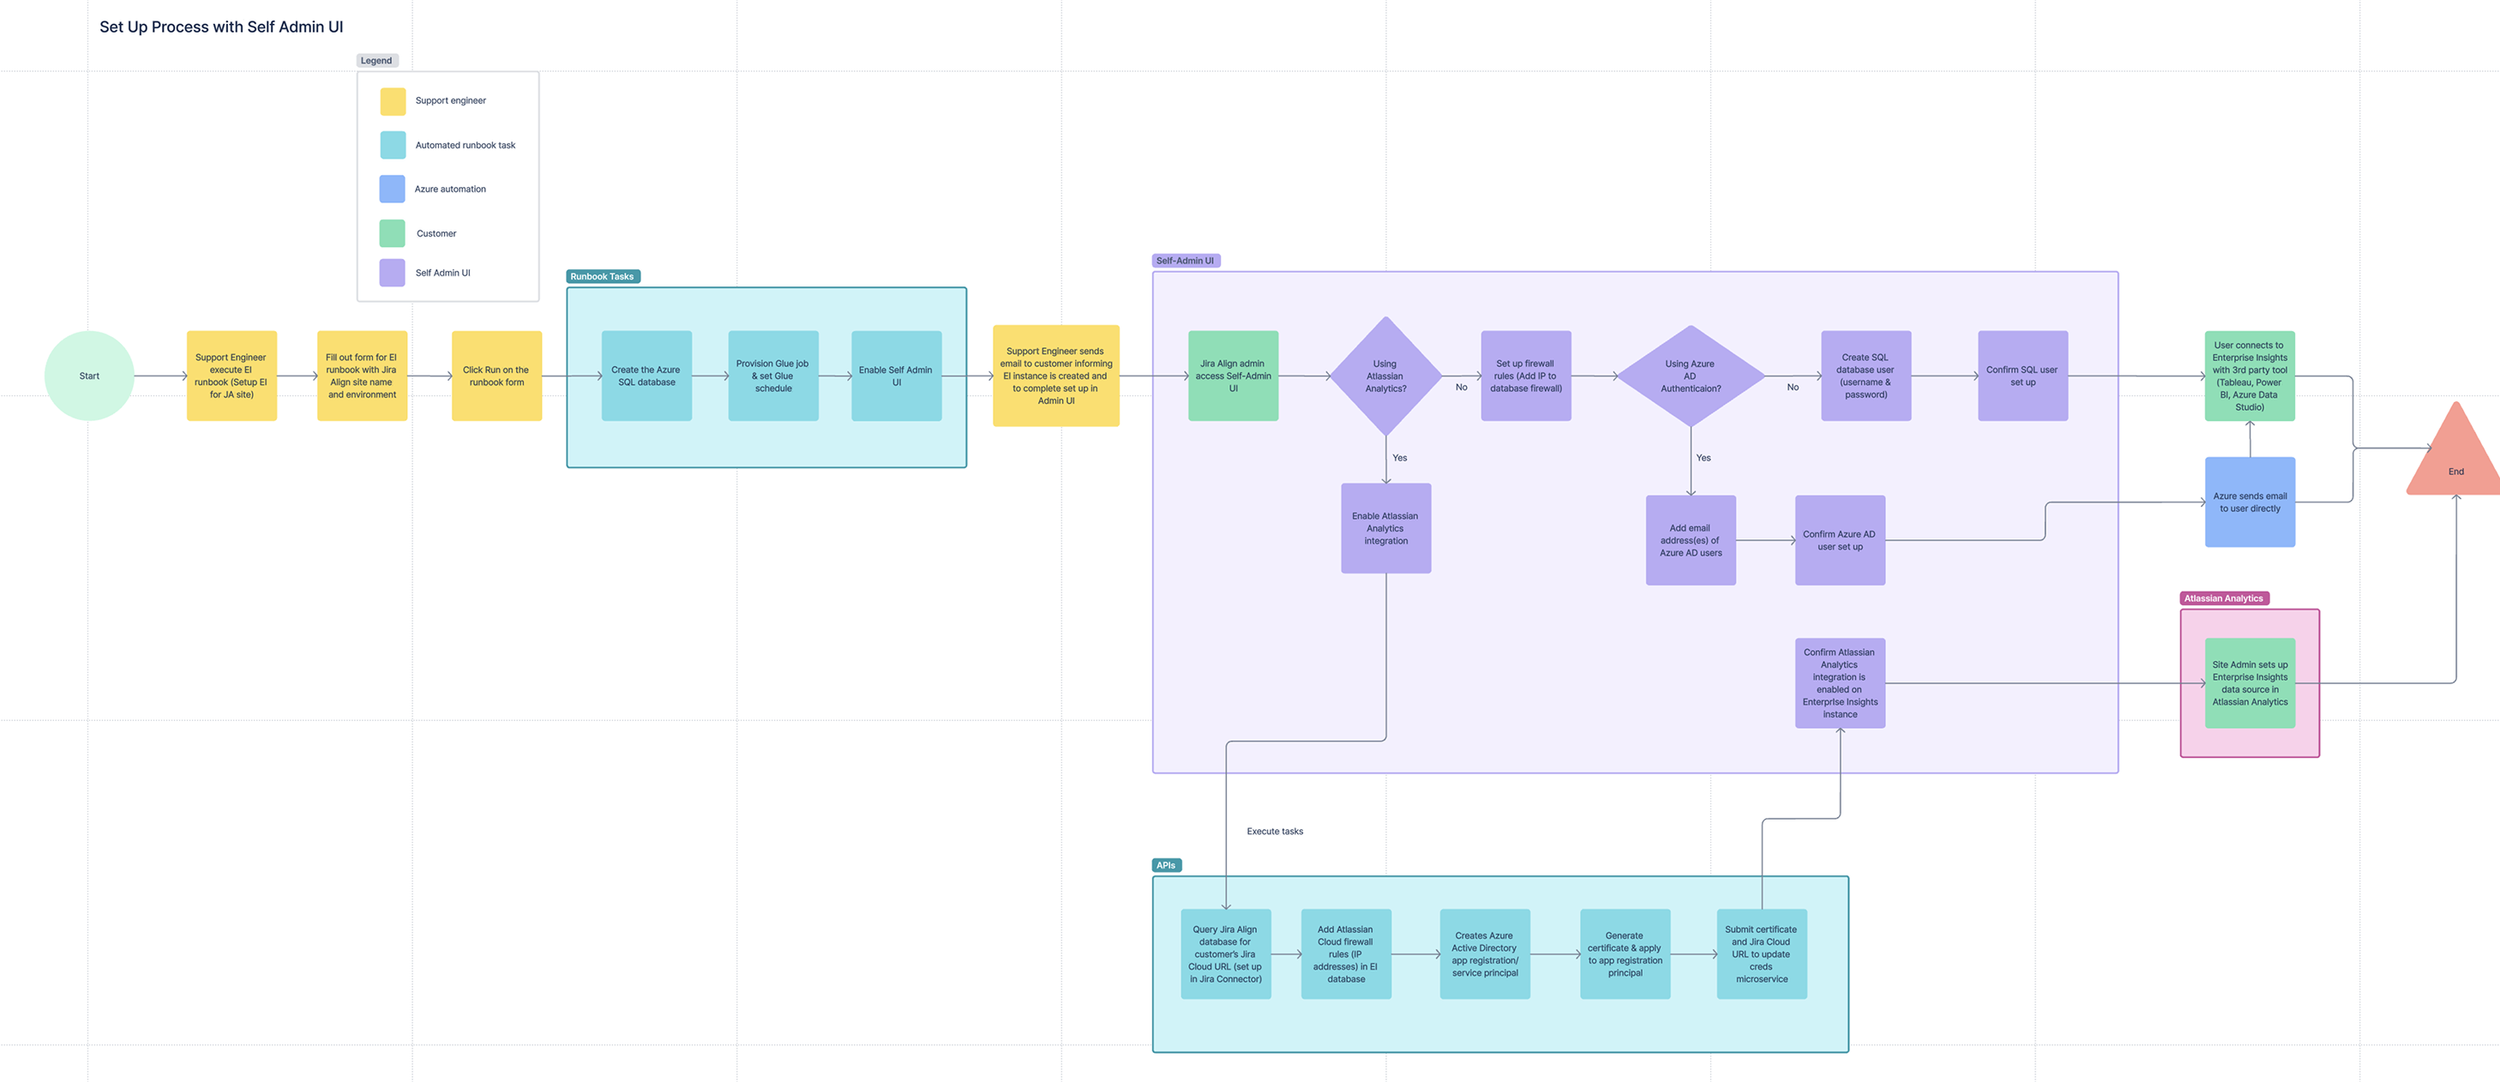 Set Up Process with Self Admin UI
Legend
Support engineer
Automated runbook task
Azure automation
Customer
Self Admin UI
Start
Support Engineer
execute EI
runbook (Setup EI
for JA site)
Fill out form for EI
runbook with Jira
Align site name
and environment
Click Run on the
runbook form
Runbook Tasks
Create the Azure
SQL database
Provision Glue job
& set Glue
schedule
Enable Self Admin
UI
Support Engineer sends
email to customer informing
EI instance is created and
to complete set up in
Admin UI
Self-Admin UI
Jira Align admin
access Self-Admin
UI
Using
Atlassian
Analytics?
No
Yes
Set up firewall
rules (Add IP to
database firewall)
Using Azure
AD
Authenticaion?
No
Yes
Create SQL
database user
(username &
password)
Confirm SQL user
set up
Enable Atlassian
Analytics
integration
Add email
address(es) of
Azure AD users
Confirm Azure AD
user set up
Confirm Atlassian
Analytics
integration is
enabled on
Enterprise Insights
instance
User connects to
Enterprise Insights
with 3rd party tool
(Tableau, Power
BI, Azure Data
Studio)
Azure sends email
to user directly
End
Atlassian Analytics
Site Admin sets up
Enterprise Insights
data source in
Atlassian Analytics
Execute tasks
APIs
Query Jira Align
database for
customer's Jira
Cloud URL (set up
in Jira Connector)
Add Atlassian
Cloud firewall
rules (IP
addresses) in EI
database
Creates Azure
Active Directory
app registration/
service principal
Generate
certificate & apply
to app registration
principal
Submit certificate
and Jira Cloud
URL to update
creds
microservice